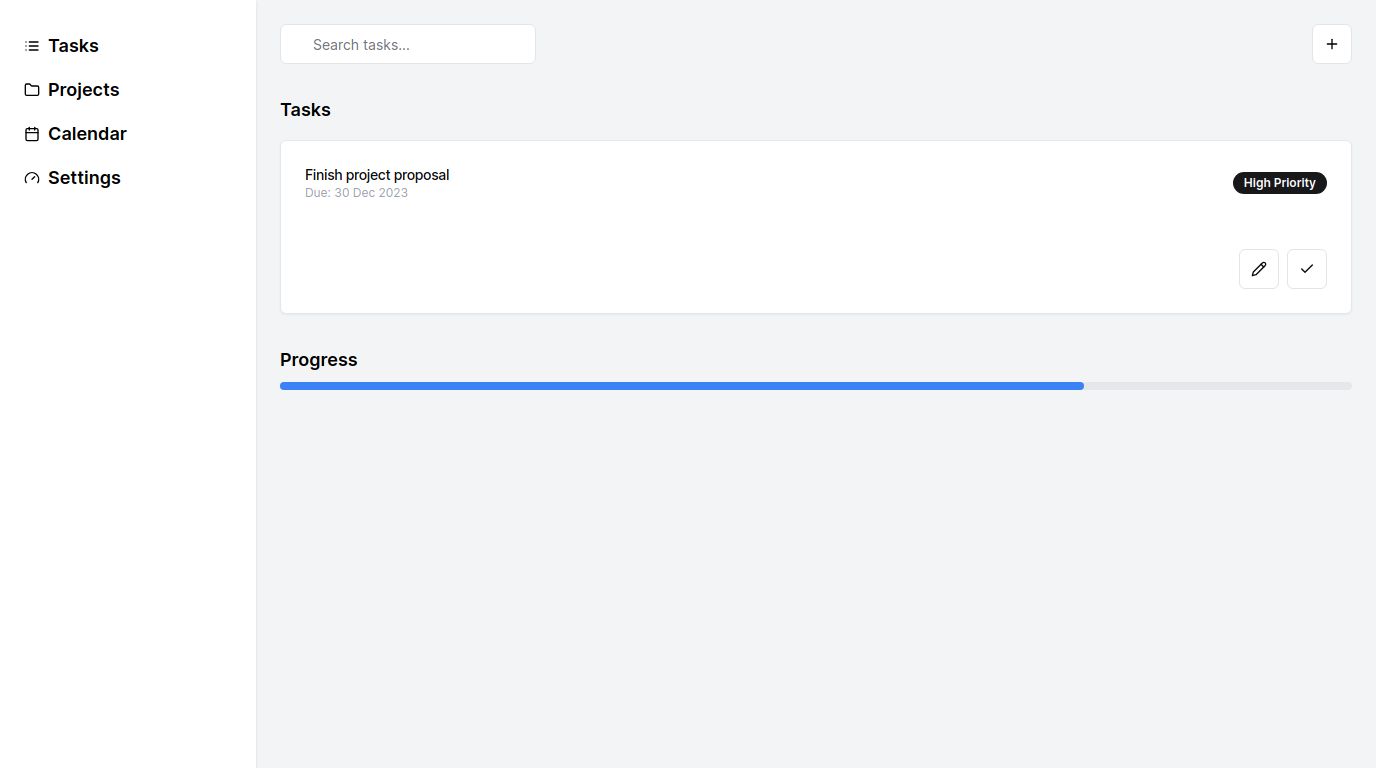 Tasks
Projects
Calendar
Settings
Search tasks...
Tasks
Finish project proposal
Due: 30 Dec 2023
High Priority
Progress